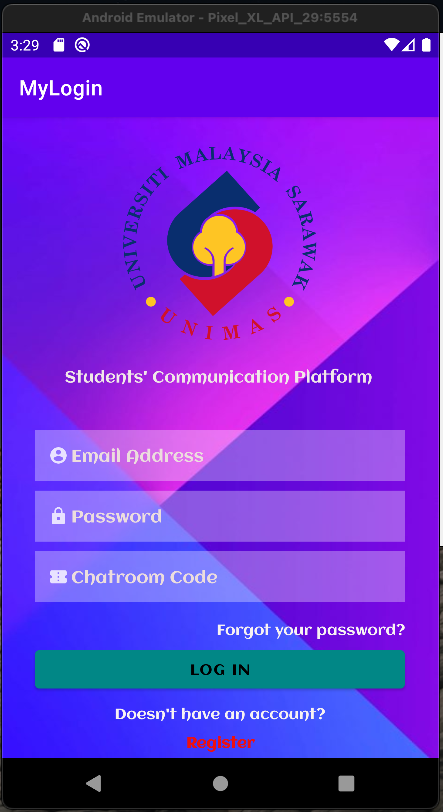 Android Emulator - Pixel_XL_API_29:5554
3:29
MyLogin
UNIVERSITI MALAYSIA SARAWAK
UNIMAS
Students' Communication Platform
Email Address
Password
Chatroom Code
Forgot your password?
LOG IN
Doesn't have an account?
Register